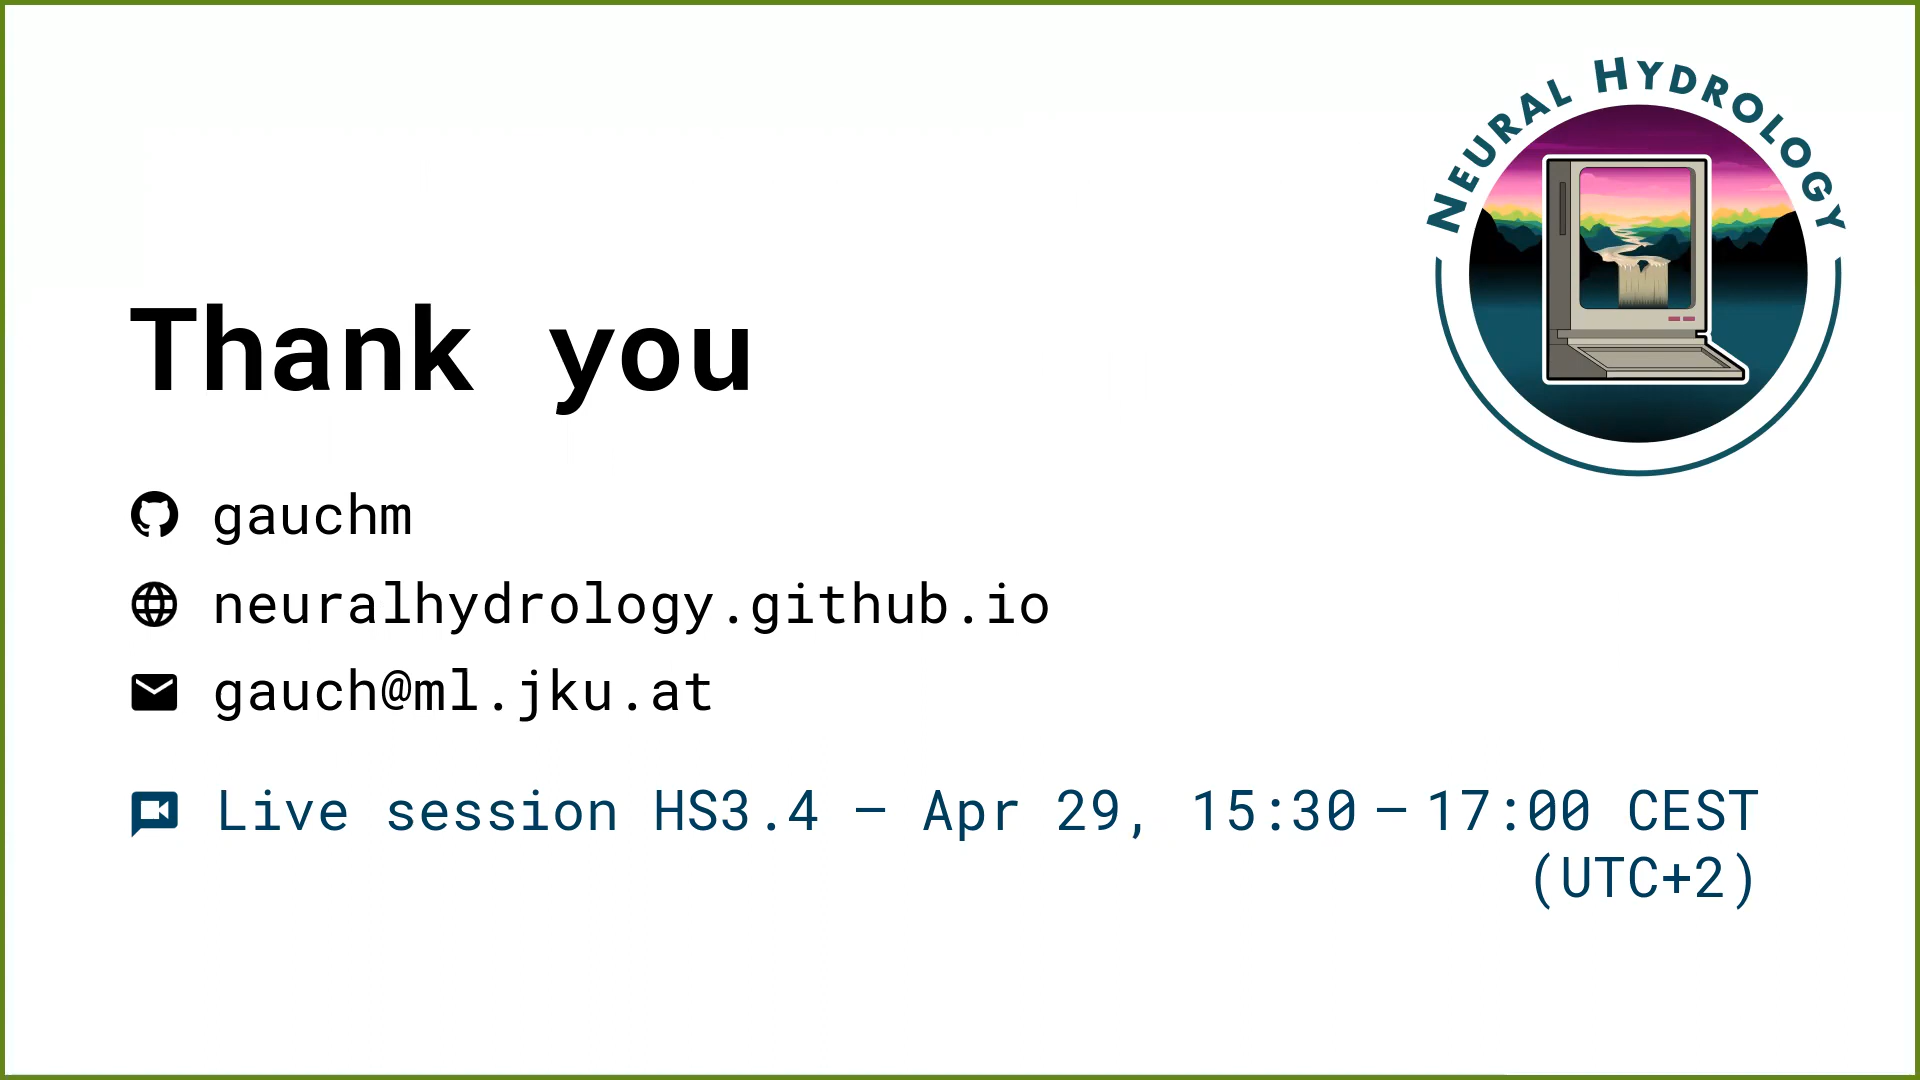 NEURAL HYDROLOGY
Thank you
gauchm
neuralhydrology.github.io
gauch@ml.jku.at
Live session HS3.4 – Apr 29, 15:30 – 17:00 CEST
(UTC+2)